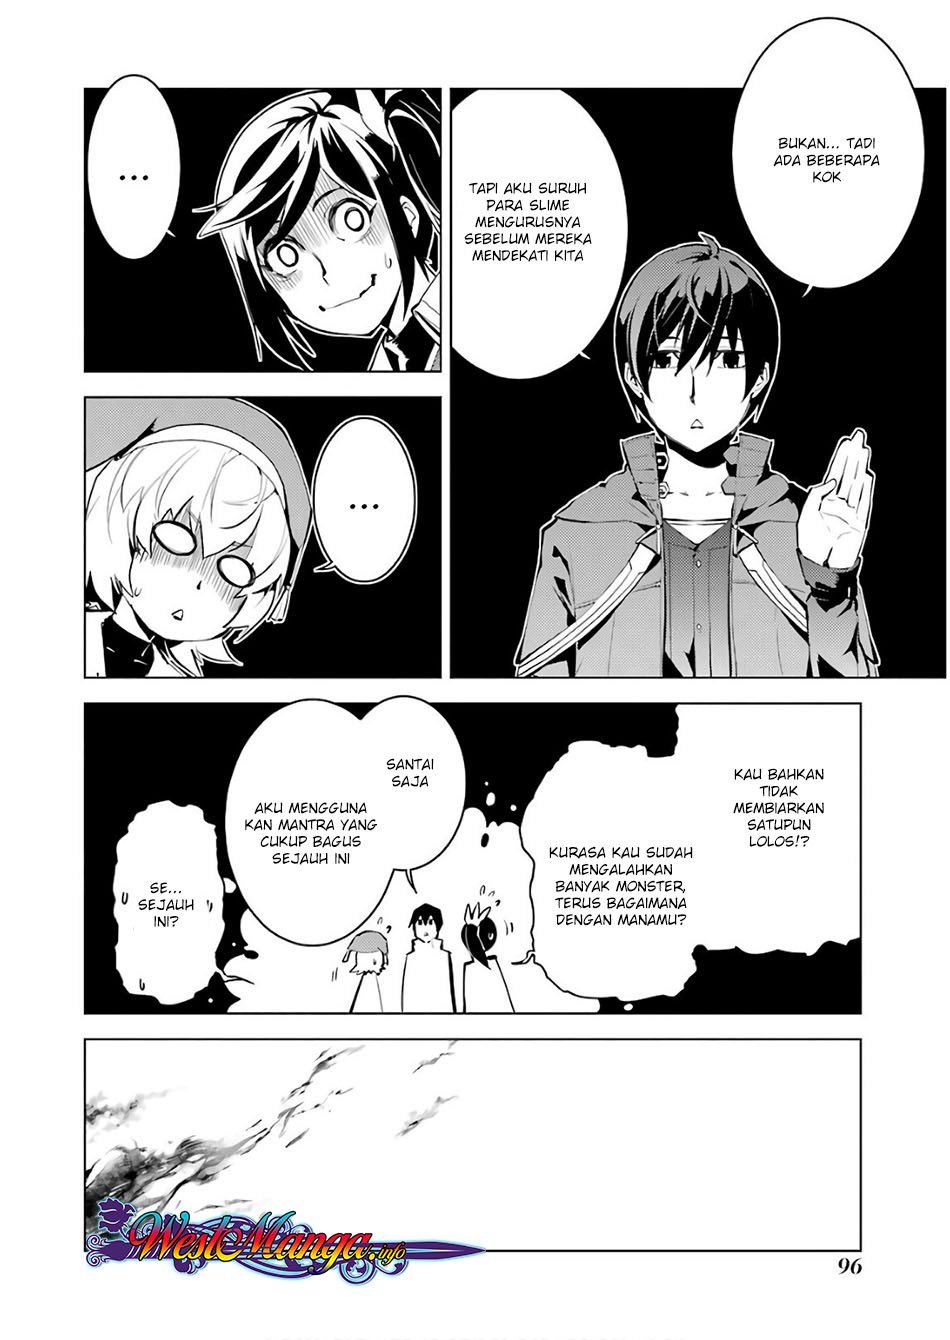 BUKAN... TADI
ADA BEBERAPA
KOK
TAPI AKU SURUH
PARA SLIME
MENGURUSNYA
SEBELUM MEREKA
MENDEKATI KITA
...
...
KAU BAHKAN
TIDAK
MEMBIARKAN
SATUPUN
LOLOS!?
KURASA KAU SUDAH
MENGALAHKAN
BANYAK MONSTER,
TERUS BAGAIMANA
DENGAN MANAMU?
SANTAI
SAJA
AKU MENGGUNA
KAN MANTRA YANG
CUKUP BAGUS
SEJAUH INI
SE...
SEJAUH
INI?
WestManga.info
96